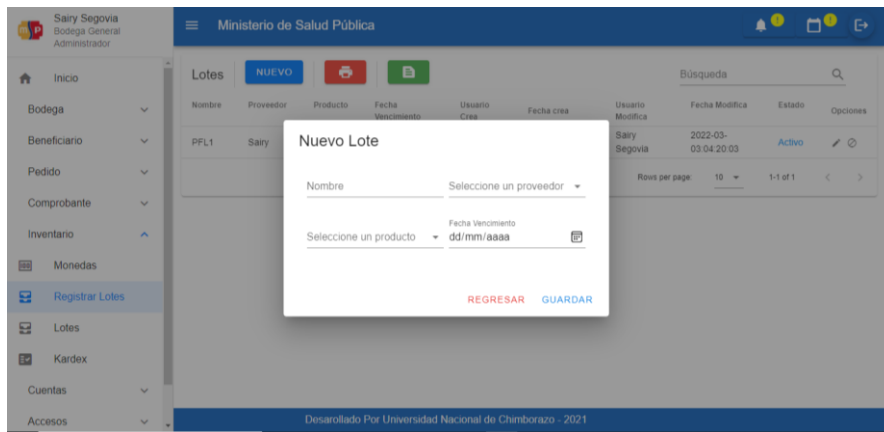 Sairy Segovia
Bodega General
Administrador
Ministerio de Salud Pública
Inicio
Bodega
Beneficiario
Pedido
Comprobante
Inventario
Monedas
Registrar Lotes
Lotes
Kardex
Cuentas
Accesos
Lotes NUEVO Búsqueda
Nombre Proveedor Producto Fecha Vencimiento Usuario Crea Fecha crea Usuario Modifica Fecha Modifica Estado Opciones
PFL1 Sairy Sairy Segovia 2022-03-03:04:20:03 Activo
Rows per page: 10 1-1 of 1
Nuevo Lote
Nombre Seleccione un proveedor
Seleccione un producto Fecha Vencimiento
dd/mm/aaaa
REGRESAR GUARDAR
Desarollado Por Universidad Nacional de Chimborazo - 2021